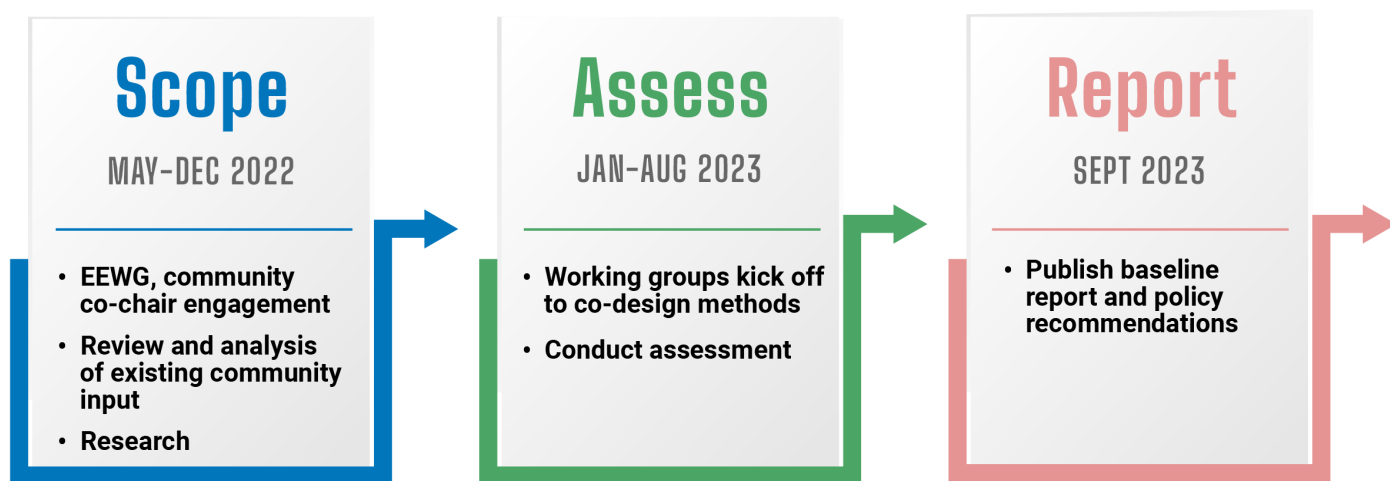 Scope
MAY–DEC 2022
• EEWG, community
co-chair engagement
• Review and analysis
of existing community
input
• Research
Assess
JAN–AUG 2023
• Working groups kick off
to co-design methods
• Conduct assessment
Report
SEPT 2023
• Publish baseline
report and policy
recommendations